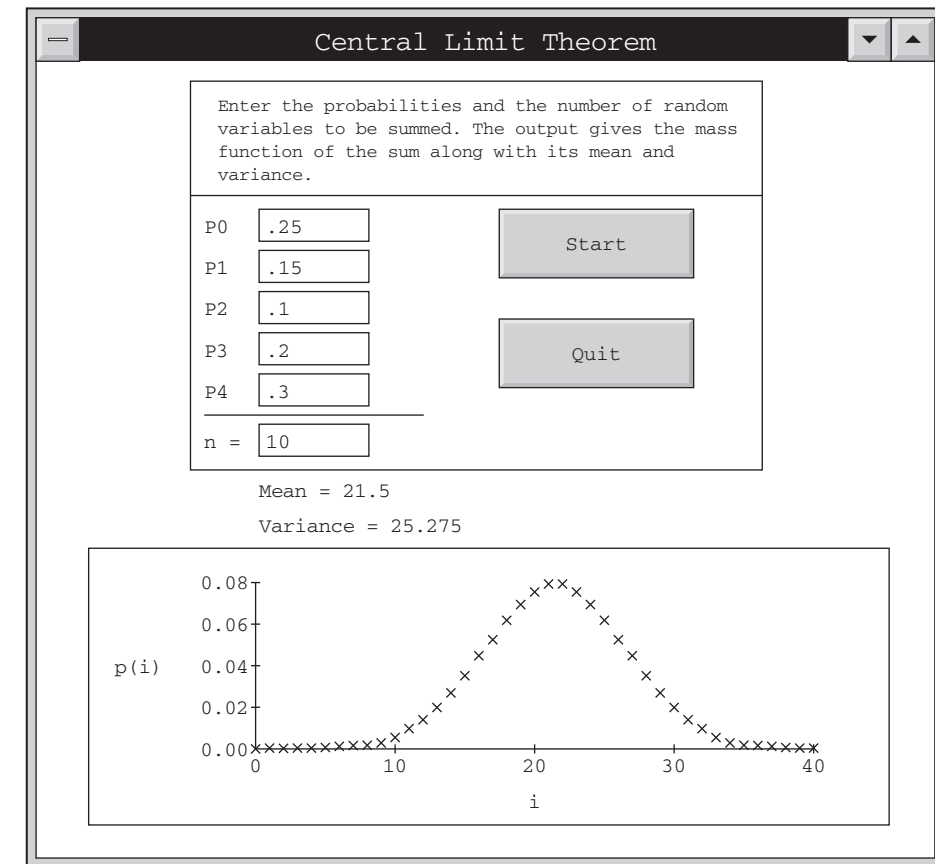 Central Limit Theorem
Enter the probabilities and the number of random
variables to be summed. The output gives the mass
function of the sum along with its mean and
variance.
P0 .25
Start
P1 .15
P2 .1
P3 .2
Quit
P4 .3
n = 10
Mean = 21.5
Variance = 25.275
0.08
0.06
p(i) 0.04
0.02
0.00
0 10 20 30 40
i